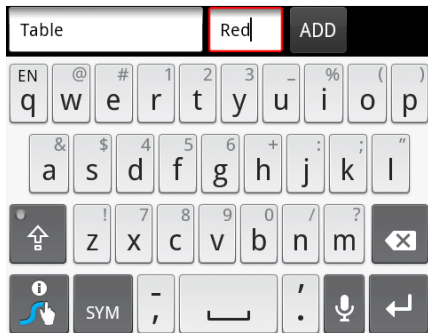 Table Red ADD
EN @ # 1 2 3 _ % ( )
q w e r t y u i o p
& $ 4 5 6 + : ; "
a s d f g h j k l
! 7 8 9 0 / ?
z x c v b n m
i SYM - , ' .